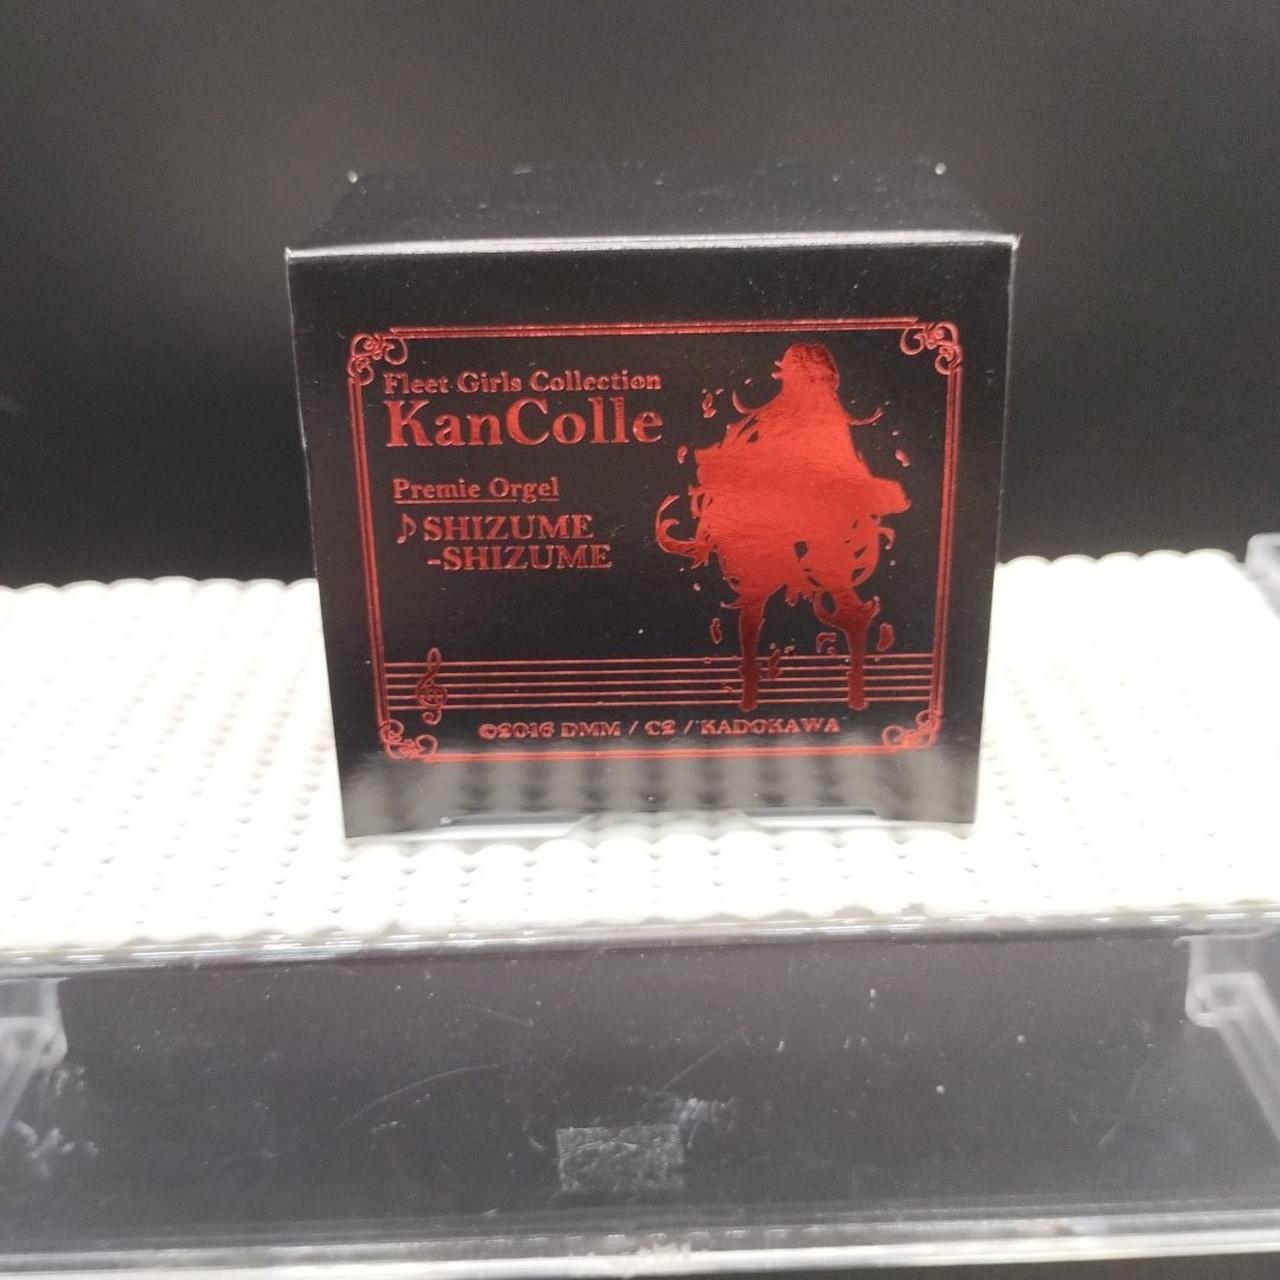 Fleet Girls Collection
KanColle
Premie Orgel
♪SHIZUME
-SHIZUME
©2016 DMM / C2 / KADOKAWA